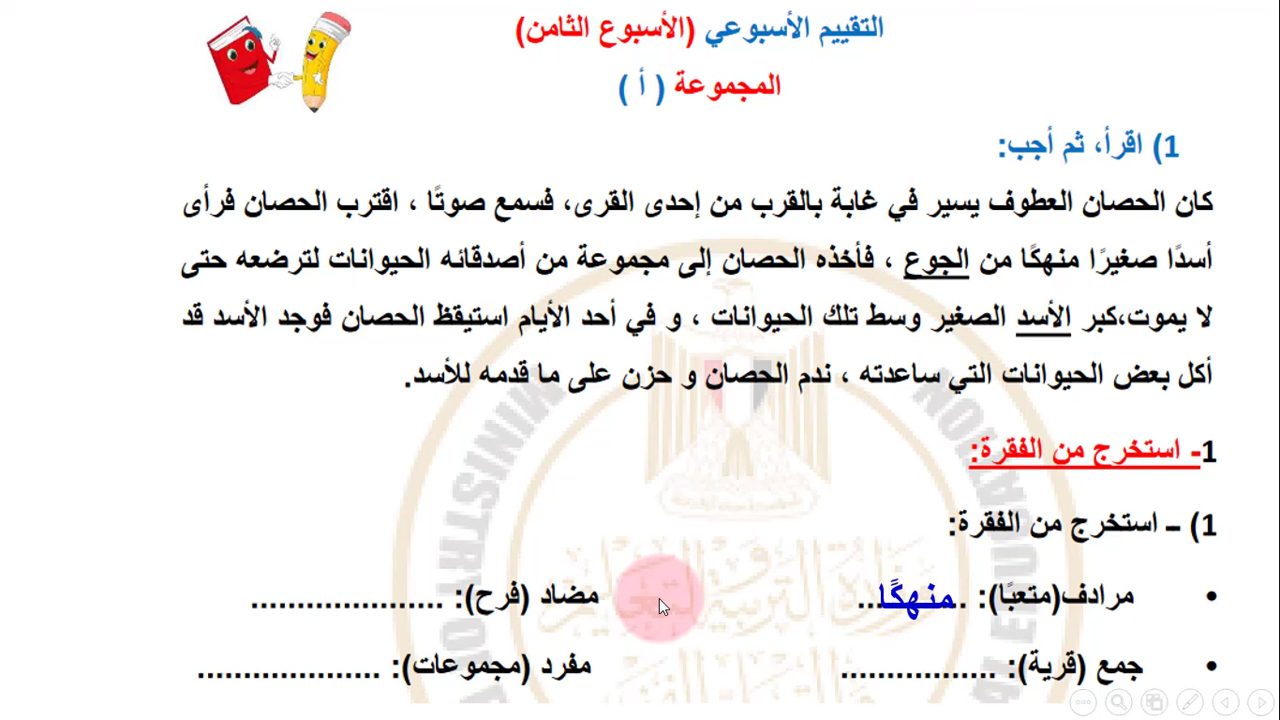 التقييم الأسبوعي (الأسبوع الثامن)
المجموعة ( أ )
1) اقرأ، ثم أجب:
كان الحصان العطوف يسير في غابة بالقرب من إحدى القرى، فسمع صوتًا ، اقترب الحصان فرأى
أسدًا صغيرًا منهكًا من الجوع ، فأخذه الحصان إلى مجموعة من أصدقائه الحيوانات لترضعه حتى
لا يموت،كبر الأسد الصغير وسط تلك الحيوانات ، و في أحد الأيام استيقظ الحصان فوجد الأسد قد
أكل بعض الحيوانات التي ساعدته ، ندم الحصان و حزن على ما قدمه للأسد.
1- استخرج من الفقرة:
1) – استخرج من الفقرة:
• مرادف(متعبًا): منهكًا مضاد (فرح): .....................
• جمع (قرية): ................. مفرد (مجموعات): ....................
MINISTRY OF EDUCATION